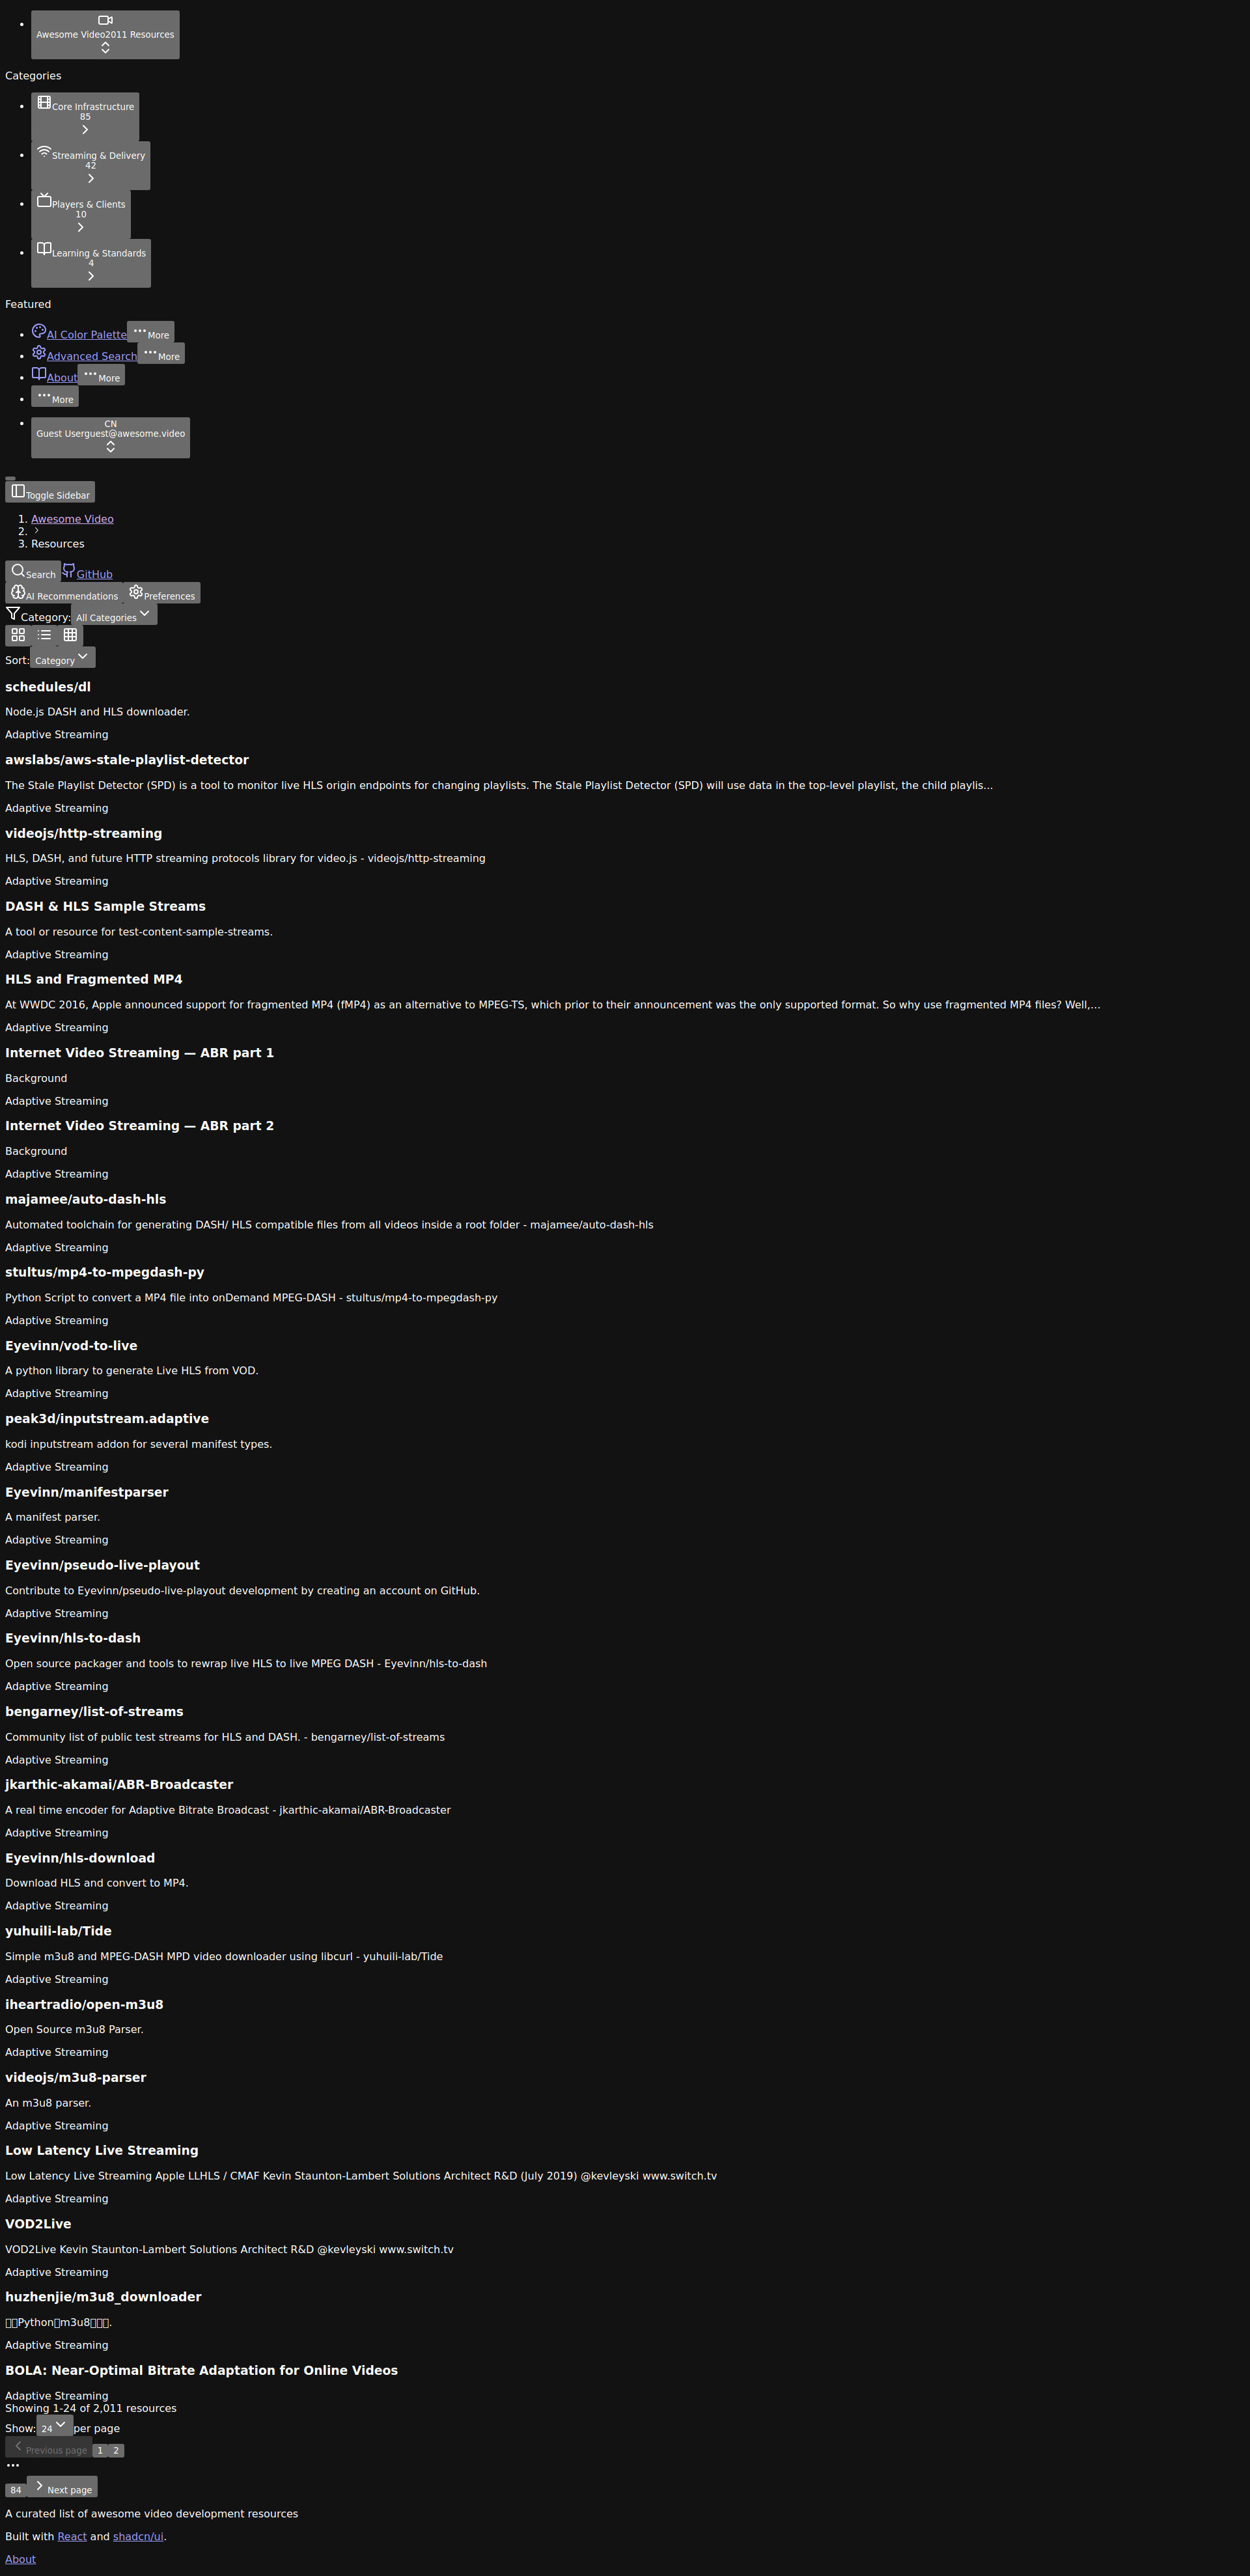 Awesome Video2011 Resources
Categories
Core Infrastructure
85
Streaming & Delivery
42
Players & Clients
10
Learning & Standards
4
Featured
AI Color Palette More
Advanced Search More
About More
More
CN
Guest Userguest@awesome.video
Toggle Sidebar
1. Awesome Video
2.
3. Resources
Search GitHub
AI Recommendations Preferences
Category: All Categories
Sort: Category
schedules/dl
Node.js DASH and HLS downloader.
Adaptive Streaming
awslabs/aws-stale-playlist-detector
The Stale Playlist Detector (SPD) is a tool to monitor live HLS origin endpoints for changing playlists. The Stale Playlist Detector (SPD) will use data in the top-level playlist, the child playlis...
Adaptive Streaming
videojs/http-streaming
HLS, DASH, and future HTTP streaming protocols library for video.js - videojs/http-streaming
Adaptive Streaming
DASH & HLS Sample Streams
A tool or resource for test-content-sample-streams.
Adaptive Streaming
HLS and Fragmented MP4
At WWDC 2016, Apple announced support for fragmented MP4 (fMP4) as an alternative to MPEG-TS, which prior to their announcement was the only supported format. So why use fragmented MP4 files? Well,...
Adaptive Streaming
Internet Video Streaming — ABR part 1
Background
Adaptive Streaming
Internet Video Streaming — ABR part 2
Background
Adaptive Streaming
majamee/auto-dash-hls
Automated toolchain for generating DASH/ HLS compatible files from all videos inside a root folder - majamee/auto-dash-hls
Adaptive Streaming
stultus/mp4-to-mpegdash-py
Python Script to convert a MP4 file into onDemand MPEG-DASH - stultus/mp4-to-mpegdash-py
Adaptive Streaming
Eyevinn/vod-to-live
A python library to generate Live HLS from VOD.
Adaptive Streaming
peak3d/inputstream.adaptive
kodi inputstream addon for several manifest types.
Adaptive Streaming
Eyevinn/manifestparser
A manifest parser.
Adaptive Streaming
Eyevinn/pseudo-live-playout
Contribute to Eyevinn/pseudo-live-playout development by creating an account on GitHub.
Adaptive Streaming
Eyevinn/hls-to-dash
Open source packager and tools to rewrap live HLS to live MPEG DASH - Eyevinn/hls-to-dash
Adaptive Streaming
bengarney/list-of-streams
Community list of public test streams for HLS and DASH. - bengarney/list-of-streams
Adaptive Streaming
jkarthic-akamai/ABR-Broadcaster
A real time encoder for Adaptive Bitrate Broadcast - jkarthic-akamai/ABR-Broadcaster
Adaptive Streaming
Eyevinn/hls-download
Download HLS and convert to MP4.
Adaptive Streaming
yuhuili-lab/Tide
Simple m3u8 and MPEG-DASH MPD video downloader using libcurl - yuhuili-lab/Tide
Adaptive Streaming
iheartradio/open-m3u8
Open Source m3u8 Parser.
Adaptive Streaming
videojs/m3u8-parser
An m3u8 parser.
Adaptive Streaming
Low Latency Live Streaming
Low Latency Live Streaming Apple LLHLS / CMAF Kevin Staunton-Lambert Solutions Architect R&D (July 2019) @kevleyski www.switch.tv
Adaptive Streaming
VOD2Live
VOD2Live Kevin Staunton-Lambert Solutions Architect R&D @kevleyski www.switch.tv
Adaptive Streaming
huzhenjie/m3u8_downloader
Python m3u8 .
Adaptive Streaming
BOLA: Near-Optimal Bitrate Adaptation for Online Videos
Adaptive Streaming
Showing 1-24 of 2,011 resources
Show: 24 per page
Previous page 1 2
...
84 Next page
A curated list of awesome video development resources
Built with React and shadcn/ui.
About